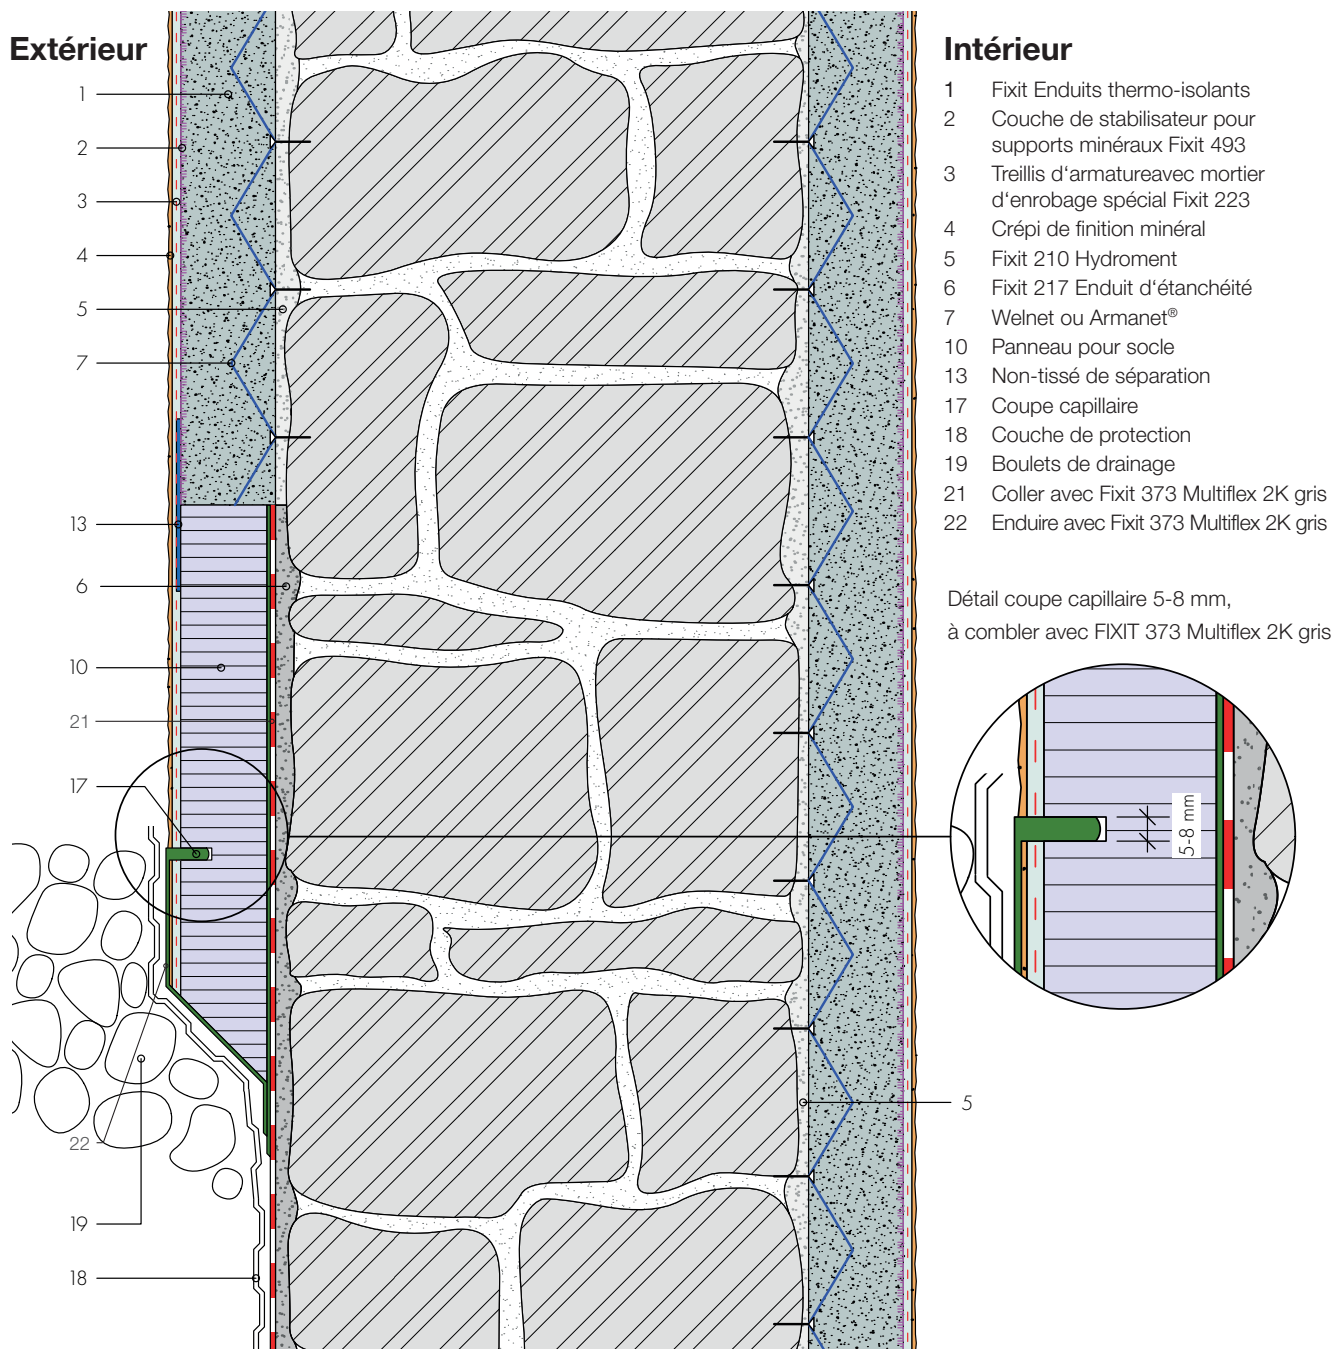 Extérieur
1
2
3
4
5
7
13
6
10
21
17
22
19
18
5
Intérieur
1 Fixit Enduits thermo-isolants
2 Couche de stabilisateur pour
supports minéraux Fixit 493
3 Treillis d‘armatureavec mortier
d‘enrobage spécial Fixit 223
4 Crépi de finition minéral
5 Fixit 210 Hydroment
6 Fixit 217 Enduit d‘étanchéité
7 Welnet ou Armanet®
10 Panneau pour socle
13 Non-tissé de séparation
17 Coupe capillaire
18 Couche de protection
19 Boulets de drainage
21 Coller avec Fixit 373 Multiflex 2K gris
22 Enduire avec Fixit 373 Multiflex 2K gris
Détail coupe capillaire 5-8 mm,
à combler avec FIXIT 373 Multiflex 2K gris
5-8 mm